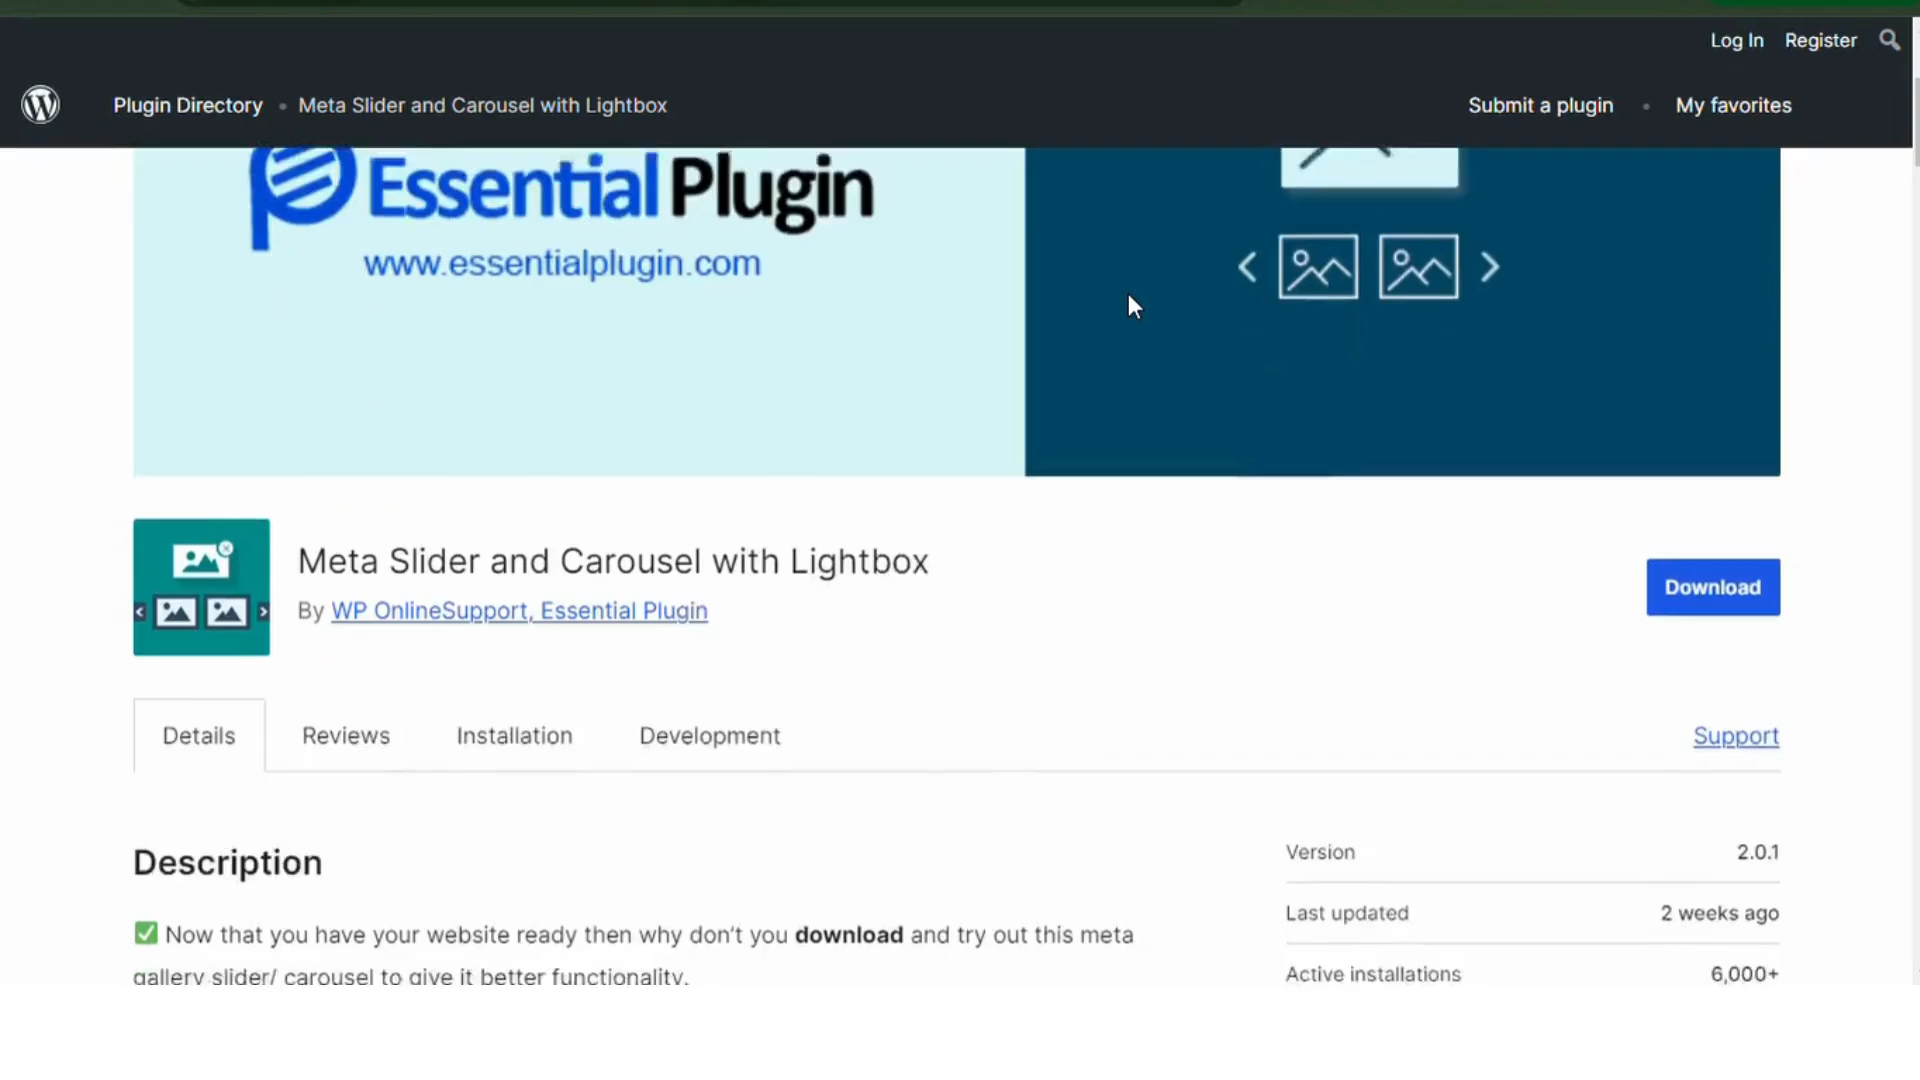 Log In Register
Plugin Directory • Meta Slider and Carousel with Lightbox Submit a plugin • My favorites
Essential Plugin
www.essentialplugin.com
Meta Slider and Carousel with Lightbox
By WP OnlineSupport, Essential Plugin
Download
Details Reviews Installation Development Support
Description
Version 2.0.1
✅ Now that you have your website ready then why don’t you download and try out this meta
gallery slider/ carousel to give it better functionality.
Last updated 2 weeks ago
Active installations 6,000+